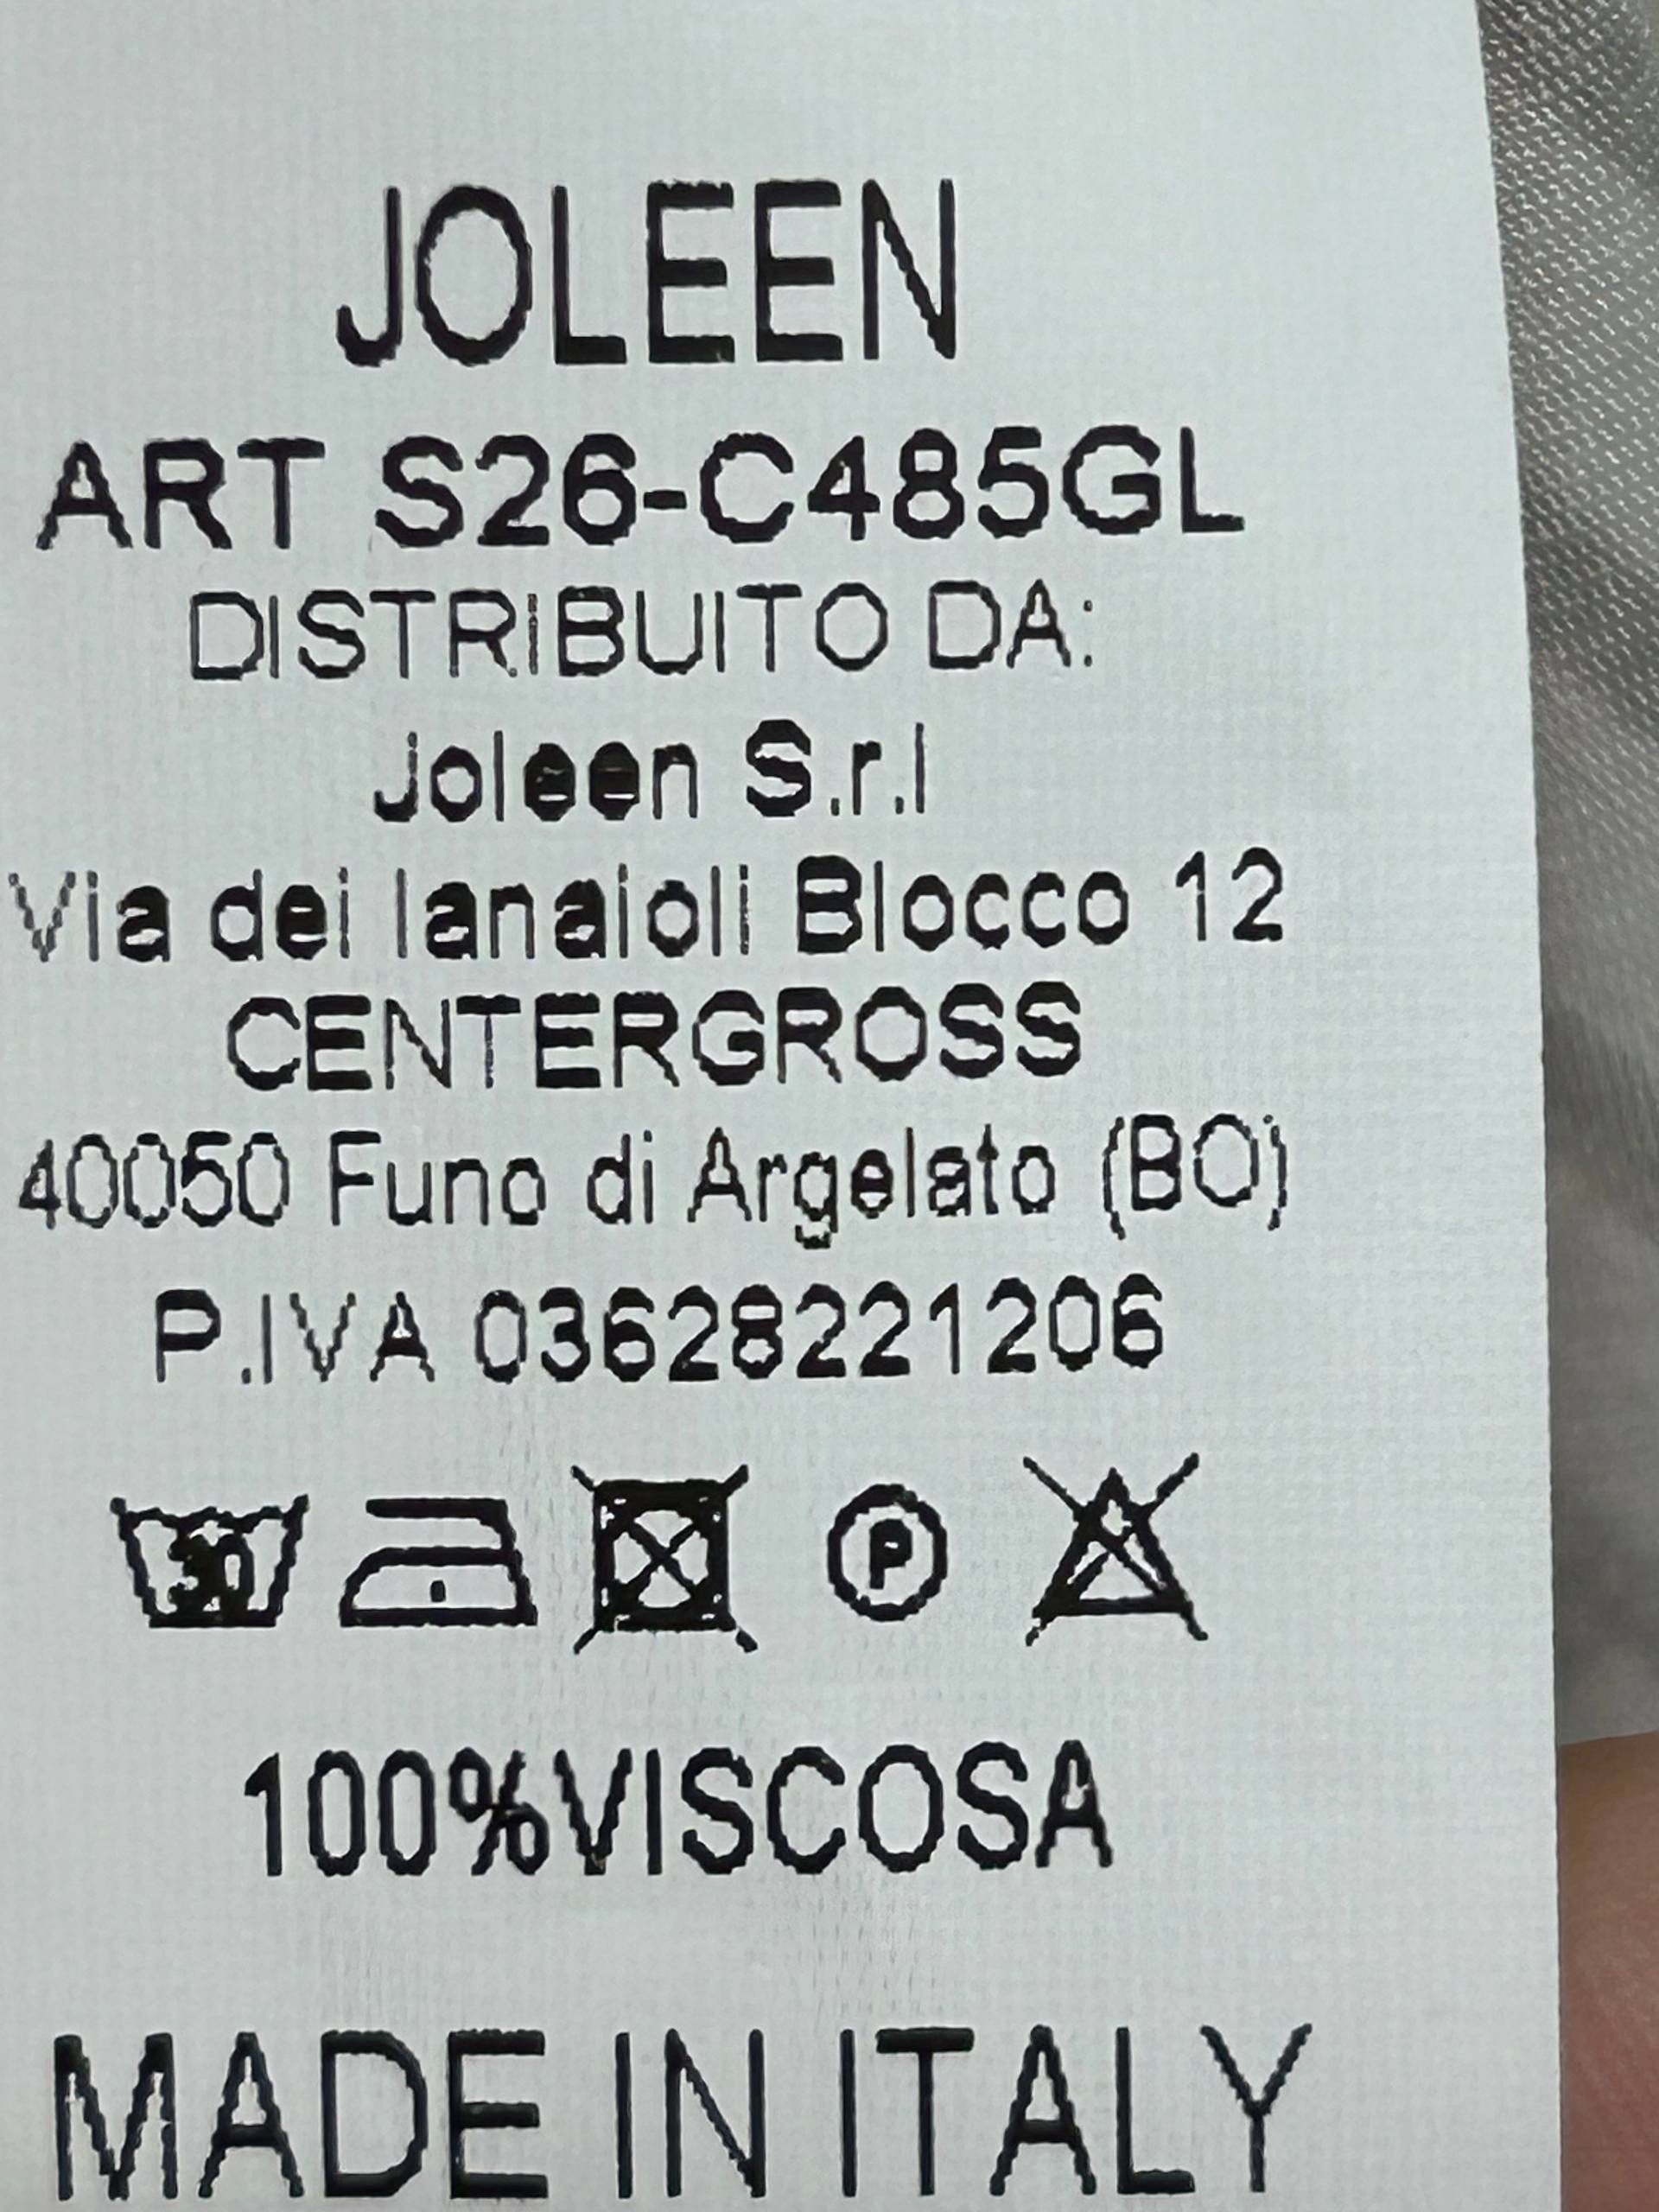 JOLEEN
ART S26-C485GL
DISTRIBUITO DA:
Joleen S.r.l
Via dei lanaioli Blocco 12
CENTERGROSS
40050 Funo di Argelato (BO)
P.IVA 03628221206
30 P
100%VISCOSA
MADE IN ITALY